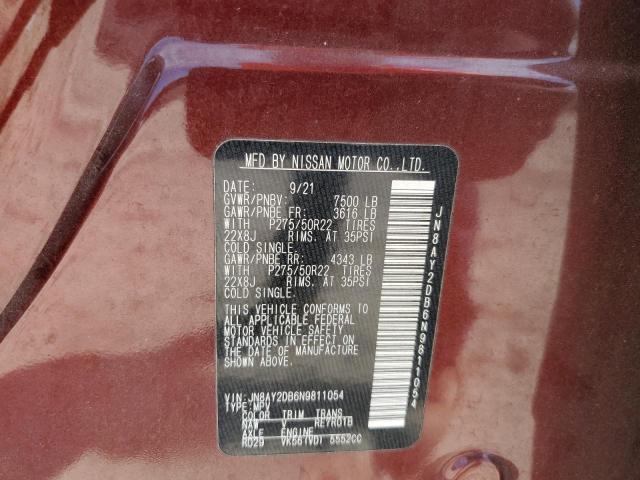 MFD BY NISSAN MOTOR CO.,LTD.
DATE: 9/21
GVWR/PNBV: 7500 LB
GAWR/PNBE FR: 3616 LB
WITH P275/50R22 TIRES
22X8J RIMS. AT 35PSI
COLD SINGLE.
GAWR/PNBE RR: 4343 LB
WITH P275/50R22 TIRES
22X8J RIMS. AT 35PSI
COLD SINGLE.
THIS VEHICLE CONFORMS TO
ALL APPLICABLE FEDERAL
MOTOR VEHICLE SAFETY
STANDARDS IN EFFECT ON
THE DATE OF MANUFACTURE
SHOWN ABOVE.
VIN: JN8AY2DB6N9811054
TYPE: MPV
COLOR TRIM TRANS
NAW V RE7R01B
AXLE ENGINE
RD29 VK56(VD) 5552CC
JN8AY2DB6N9811054